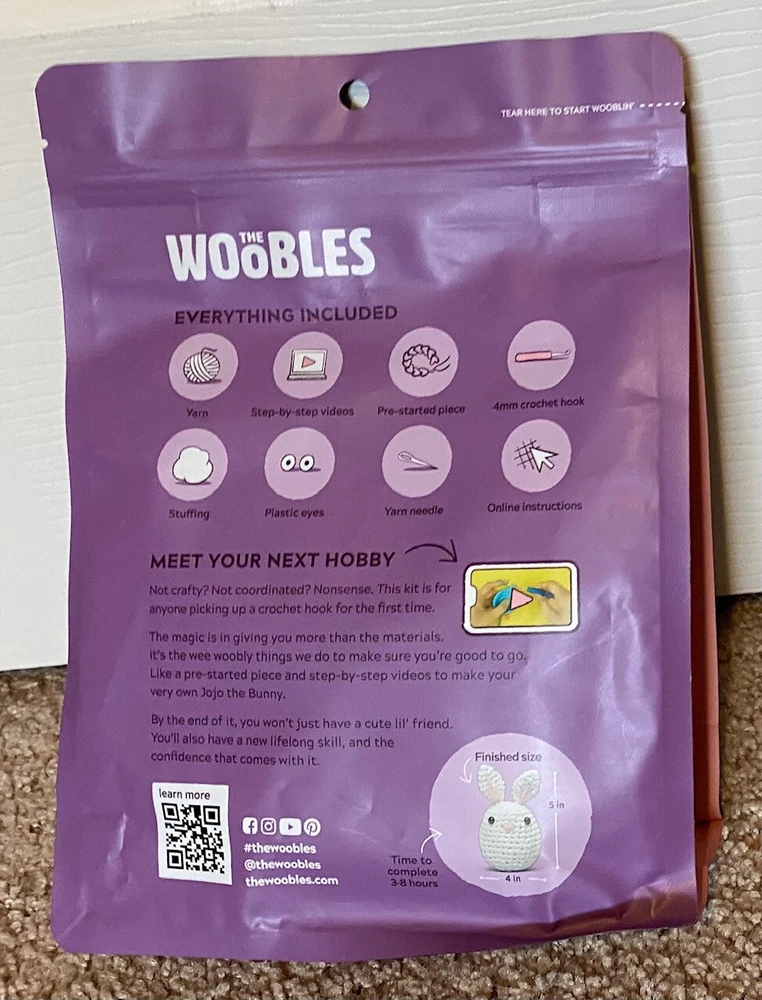 TEAR HERE TO START WOOBLIN'
THE
WOOBLES
EVERYTHING INCLUDED
Yarn
Step-by-step videos
Pre-started piece
4mm crochet hook
Stuffing
Plastic eyes
Yarn needle
Online instructions
MEET YOUR NEXT HOBBY
Not crafty? Not coordinated? Nonsense. This kit is for
anyone picking up a crochet hook for the first time.
The magic is in giving you more than the materials.
It's the wee woobly things we do to make sure you're good to go.
Like a pre-started piece and step-by-step videos to make your
very own Jojo the Bunny.
By the end of it, you won't just have a cute lil' friend.
You'll also have a new lifelong skill, and the
confidence that comes with it.
learn more
#thewoobles
@thewoobles
thewoobles.com
Finished size
5 in
4 in
Time to
complete
3-8 hours